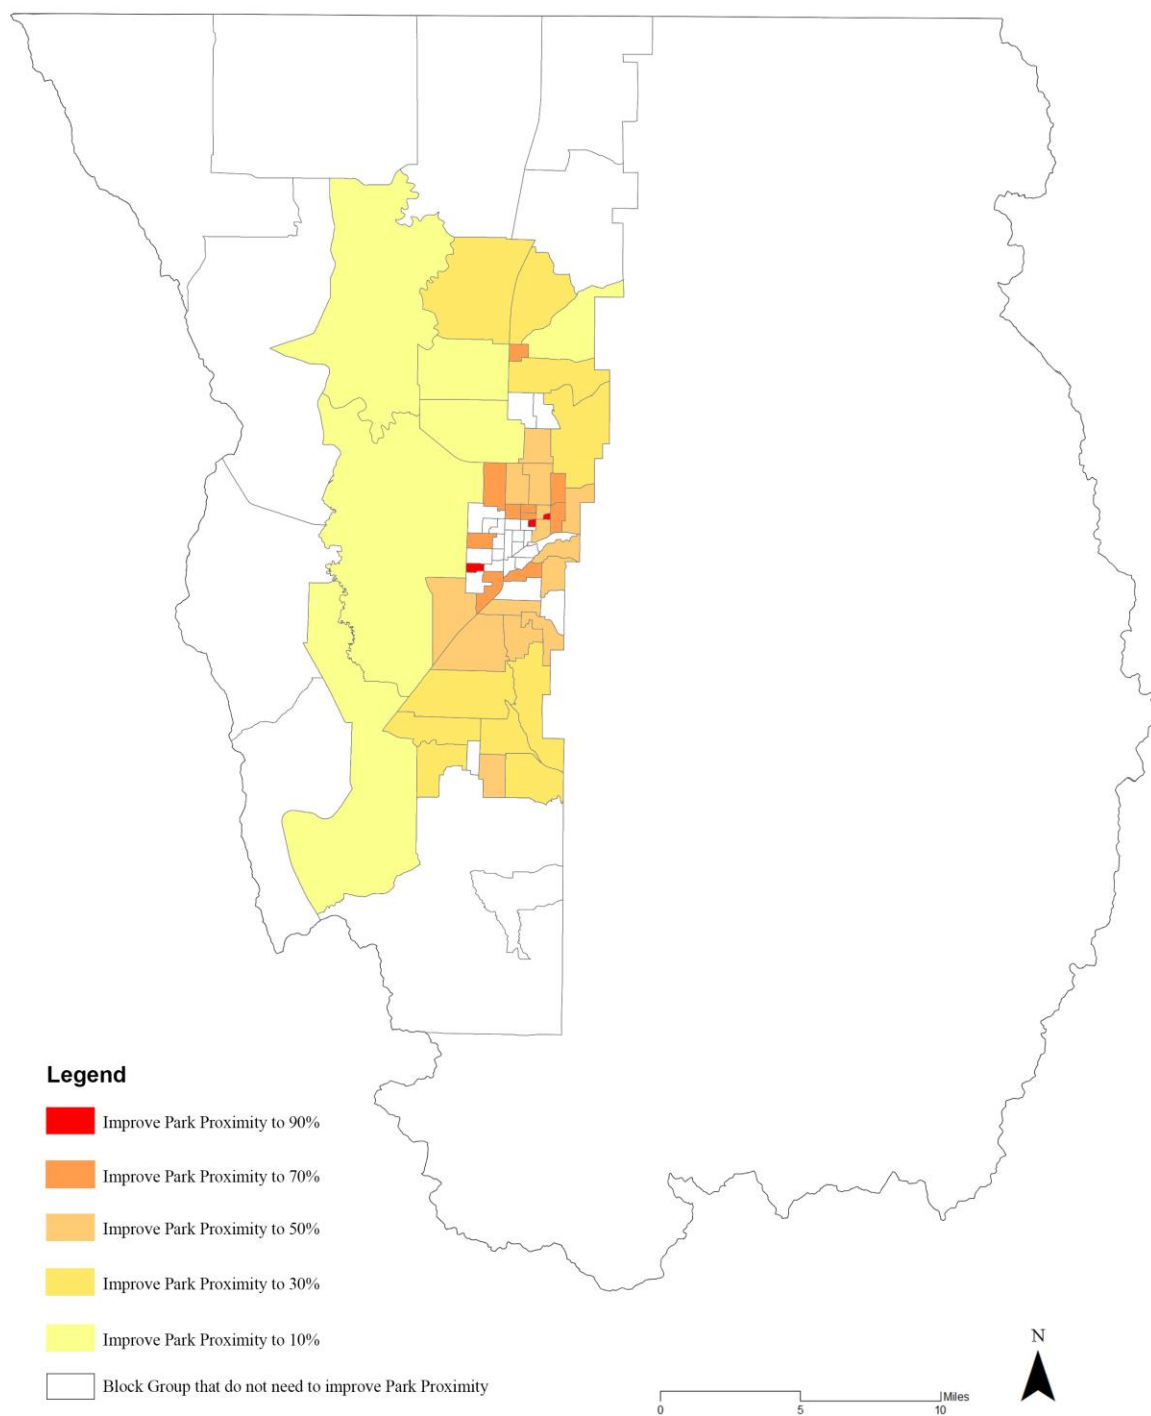 Legend
Improve Park Proximity to 90%
Improve Park Proximity to 70%
Improve Park Proximity to 50%
Improve Park Proximity to 30%
Improve Park Proximity to 10%
Block Group that do not need to improve Park Proximity
N
Miles
0 5 10